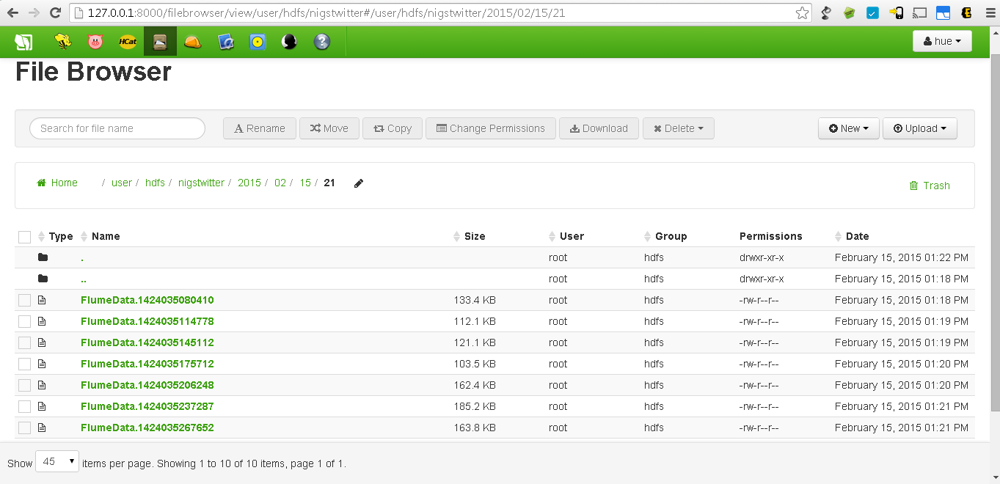 127.0.0.1:8000/filebrowser/view/user/hdfs/nigstwitter#/user/hdfs/nigstwitter/2015/02/15/21
HCat hue
File Browser
Search for file name A Rename Move Copy Change Permissions Download Delete New Upload
Home / user / hdfs / nigstwitter / 2015 / 02 / 15 / 21 Trash
Type Name Size User Group Permissions Date
. root hdfs drwxr-xr-x February 15, 2015 01:22 PM
.. root hdfs drwxr-xr-x February 15, 2015 01:18 PM
FlumeData.1424035080410 133.4 KB root hdfs -rw-r--r-- February 15, 2015 01:18 PM
FlumeData.1424035114778 112.1 KB root hdfs -rw-r--r-- February 15, 2015 01:19 PM
FlumeData.1424035145112 121.1 KB root hdfs -rw-r--r-- February 15, 2015 01:19 PM
FlumeData.1424035175712 103.5 KB root hdfs -rw-r--r-- February 15, 2015 01:20 PM
FlumeData.1424035206248 162.4 KB root hdfs -rw-r--r-- February 15, 2015 01:20 PM
FlumeData.1424035237287 185.2 KB root hdfs -rw-r--r-- February 15, 2015 01:21 PM
FlumeData.1424035267652 163.8 KB root hdfs -rw-r--r-- February 15, 2015 01:21 PM
Show 45 items per page. Showing 1 to 10 of 10 items, page 1 of 1.